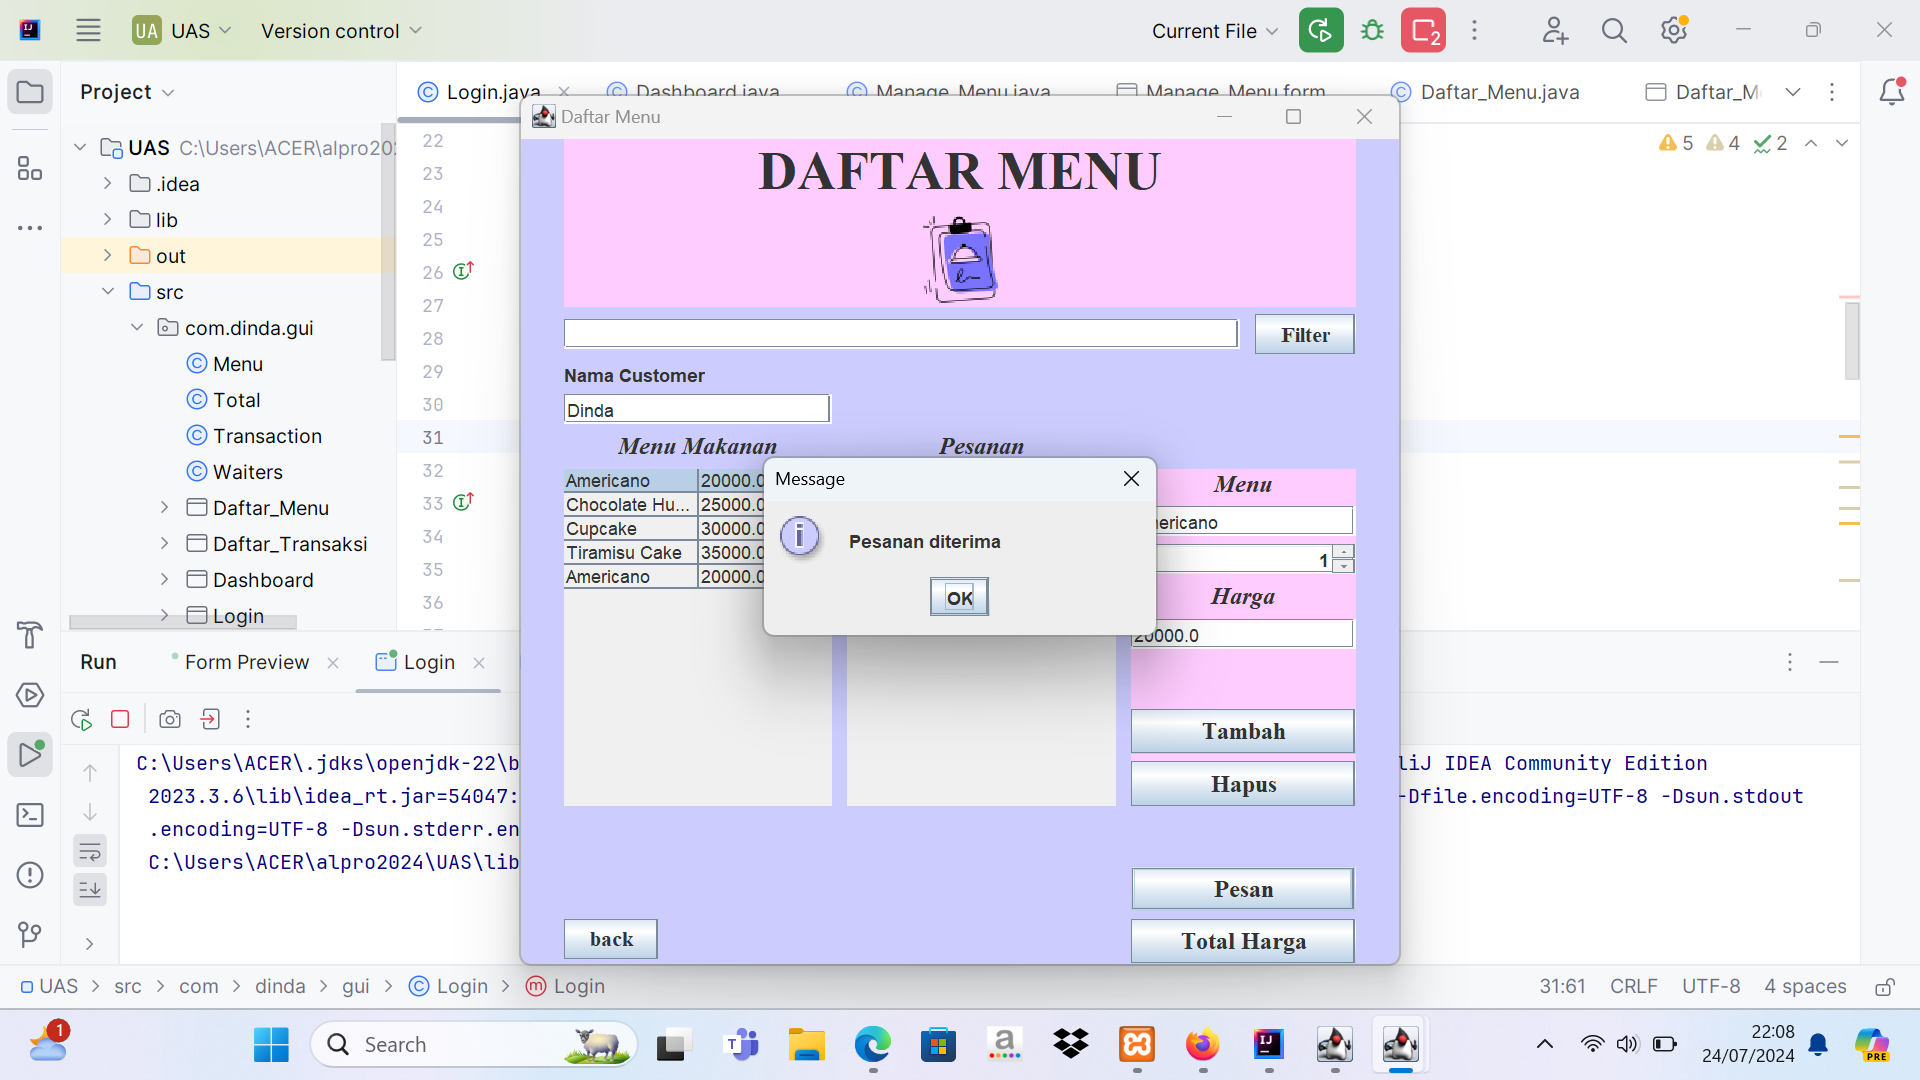 UA UAS
Version control
Current File
2
Project
Login.java
Dashboard.java
Manage_Menu.java
Manage_Menu.form
Daftar_Menu.java
Daftar_M
UAS C:\Users\ACER\alpro20
.idea
lib
out
src
com.dinda.gui
Menu
Total
Transaction
Waiters
Daftar_Menu
Daftar_Transaksi
Dashboard
Login
22
23
24
25
26
27
28
29
30
31
32
33
34
35
36
5 4 2
Daftar Menu
DAFTAR MENU
Filter
Nama Customer
Dinda
Menu Makanan
Pesanan
Americano 20000.0
Chocolate Hu... 25000.0
Cupcake 30000.0
Tiramisu Cake 35000.0
Americano 20000.0
Message
Pesanan diterima
OK
Menu
ericano
1
Harga
20000.0
Tambah
Hapus
Pesan
Total Harga
back
Run
Form Preview
Login
C:\Users\ACER\.jdks\openjdk-22\b
liJ IDEA Community Edition
2023.3.6\lib\idea_rt.jar=54047:
-Dfile.encoding=UTF-8 -Dsun.stdout
.encoding=UTF-8 -Dsun.stderr.en
C:\Users\ACER\alpro2024\UAS\lib
UAS > src > com > dinda > gui > Login > Login
31:61 CRLF UTF-8 4 spaces
1
Search
22:08
24/07/2024
PRE